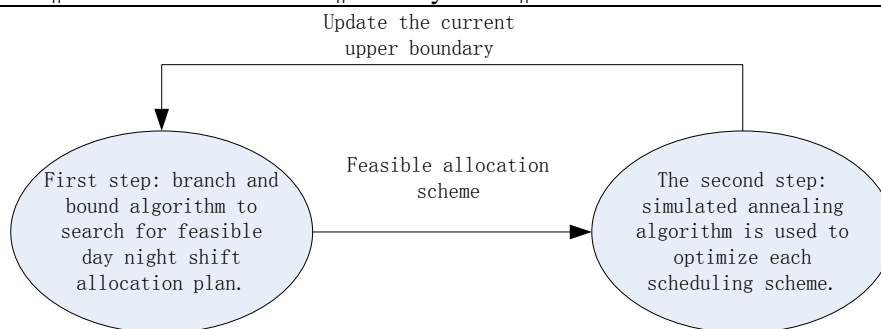 Update the current
upper boundary
First step: branch and
bound algorithm to
search for feasible
day night shift
allocation plan.
Feasible allocation
scheme
The second step:
simulated annealing
algorithm is used to
optimize each
scheduling scheme.